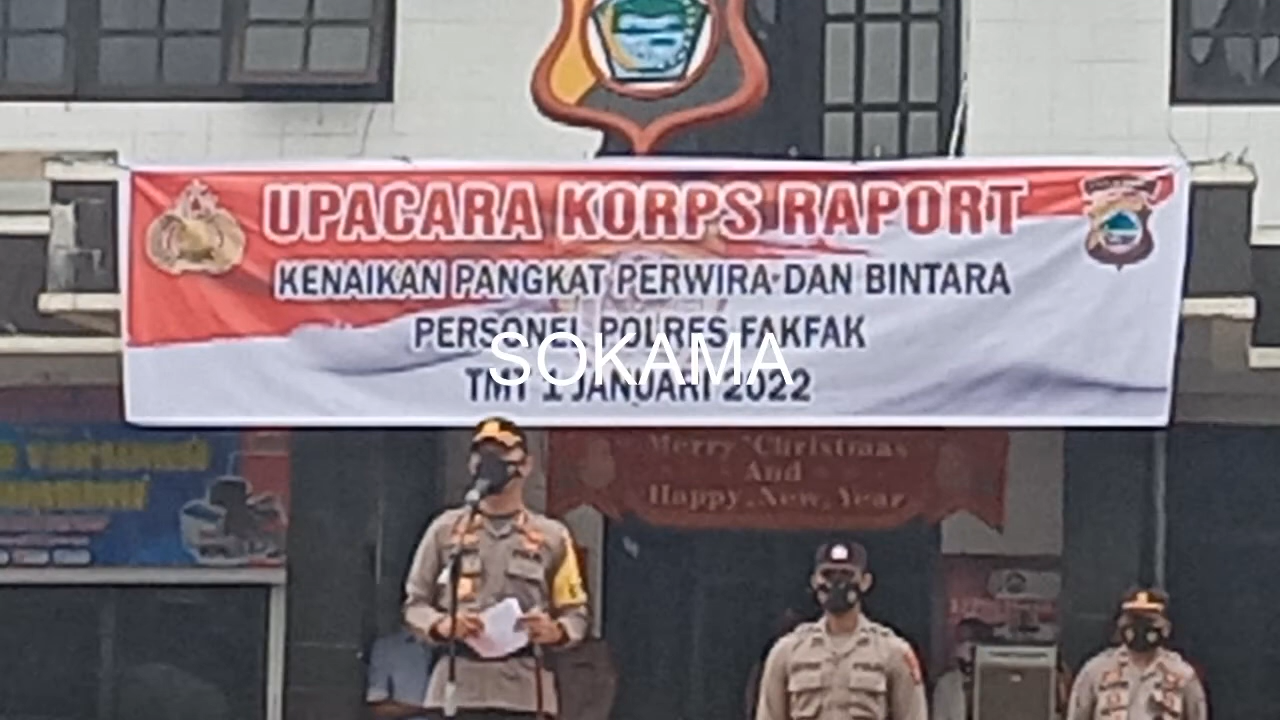 UPACARA KORPS RAPORT
KENAIKAN PANGKAT PERWIRA DAN BINTARA
PERSONEL POLRES FAKFAK
SOKAMA
TMT 1 JANUARI 2022
Merry Christmas
And
Happy New Year